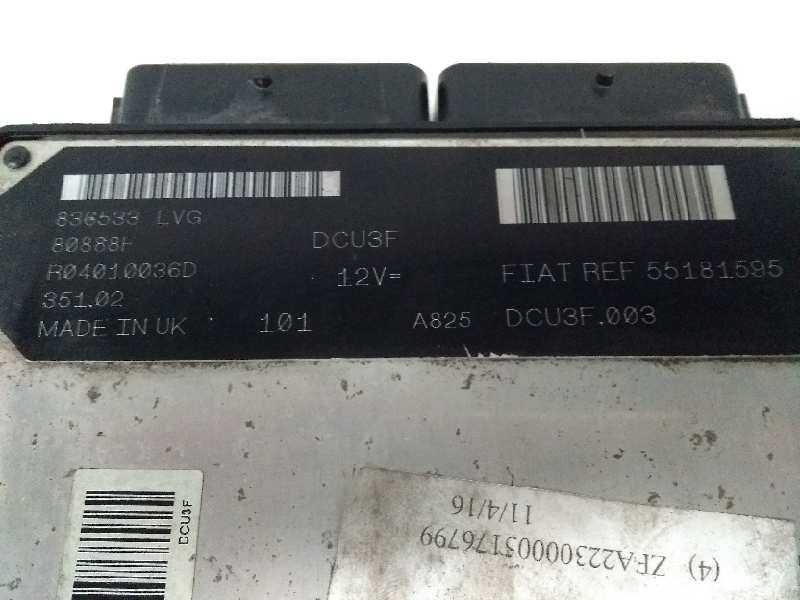 836533 LVG
80888F
DCU3F
R04010036D
12V=
FIAT REF 55181595
351.02
MADE IN UK
101
A825
DCU3F.003
DCU3F
(4) ZFA22300005176799
11/4/16